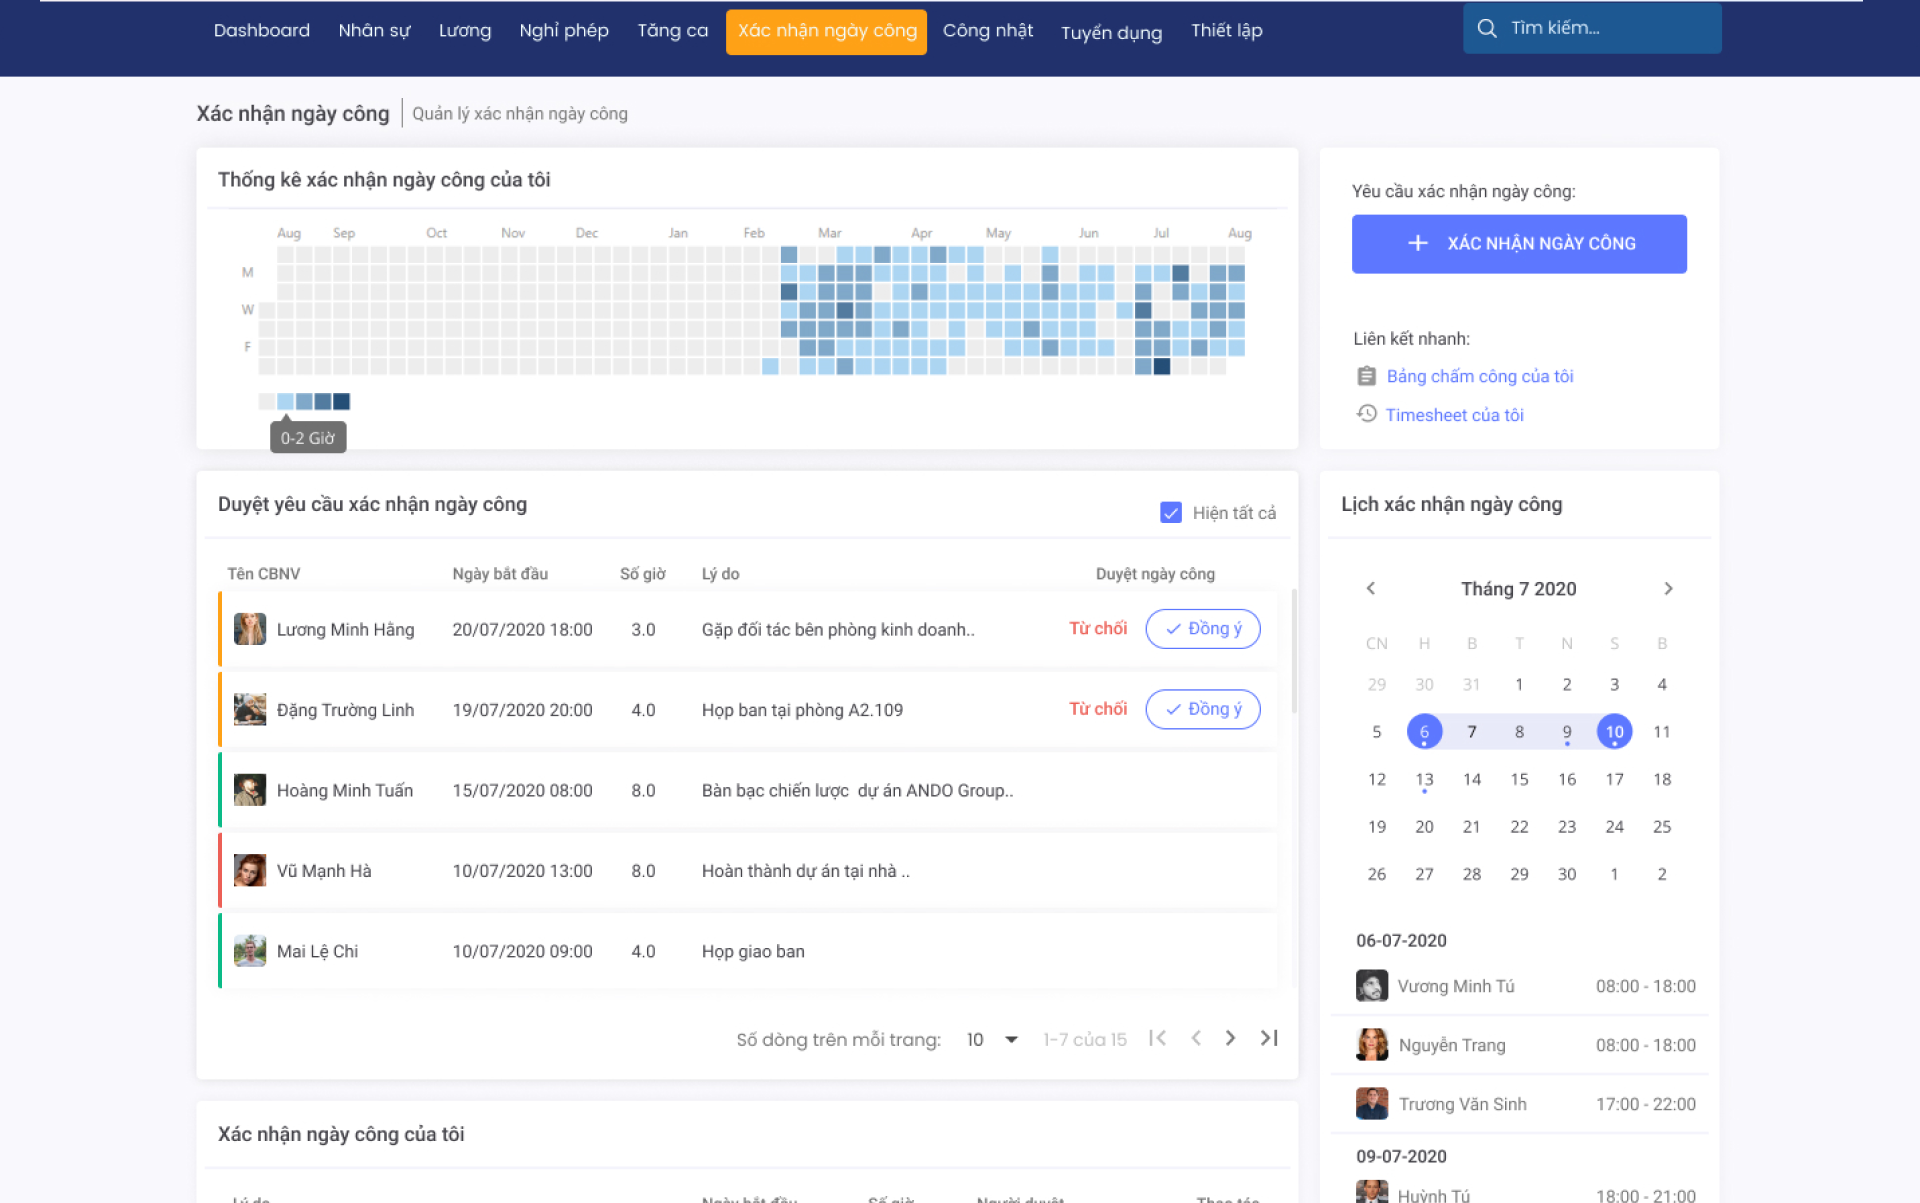 Dashboard Nhân sự Lương Nghỉ phép Tăng ca Xác nhận ngày công Công nhật Tuyển dụng Thiết lập Tìm kiếm...
Xác nhận ngày công Quản lý xác nhận ngày công
Thống kê xác nhận ngày công của tôi
Aug Sep Oct Nov Dec Jan Feb Mar Apr May Jun Jul Aug
M
W
F
0-2 Giờ
Yêu cầu xác nhận ngày công:
XÁC NHẬN NGÀY CÔNG
Liên kết nhanh:
Bảng chấm công của tôi
Timesheet của tôi
Duyệt yêu cầu xác nhận ngày công
Hiện tất cả
Tên CBNV Ngày bắt đầu Số giờ Lý do Duyệt ngày công
Lương Minh Hằng 20/07/2020 18:00 3.0 Gặp đối tác bên phòng kinh doanh.. Từ chối Đồng ý
Đặng Trường Linh 19/07/2020 20:00 4.0 Họp ban tại phòng A2.109 Từ chối Đồng ý
Hoàng Minh Tuấn 15/07/2020 08:00 8.0 Bàn bạc chiến lược dự án ANDO Group..
Vũ Mạnh Hà 10/07/2020 13:00 8.0 Hoàn thành dự án tại nhà ..
Mai Lệ Chi 10/07/2020 09:00 4.0 Họp giao ban
Số dòng trên mỗi trang: 10 1-7 của 15
Lịch xác nhận ngày công
Tháng 7 2020
CN H B T N S B
29 30 31 1 2 3 4
5 6 7 8 9 10 11
12 13 14 15 16 17 18
19 20 21 22 23 24 25
26 27 28 29 30 1 2
06-07-2020
Vương Minh Tú 08:00 - 18:00
Nguyễn Trang 08:00 - 18:00
Trương Văn Sinh 17:00 - 22:00
09-07-2020
Huỳnh Tú 18:00 - 21:00
Xác nhận ngày công của tôi
Lý do Ngày bắt đầu Số giờ Người duyệt Thao tác